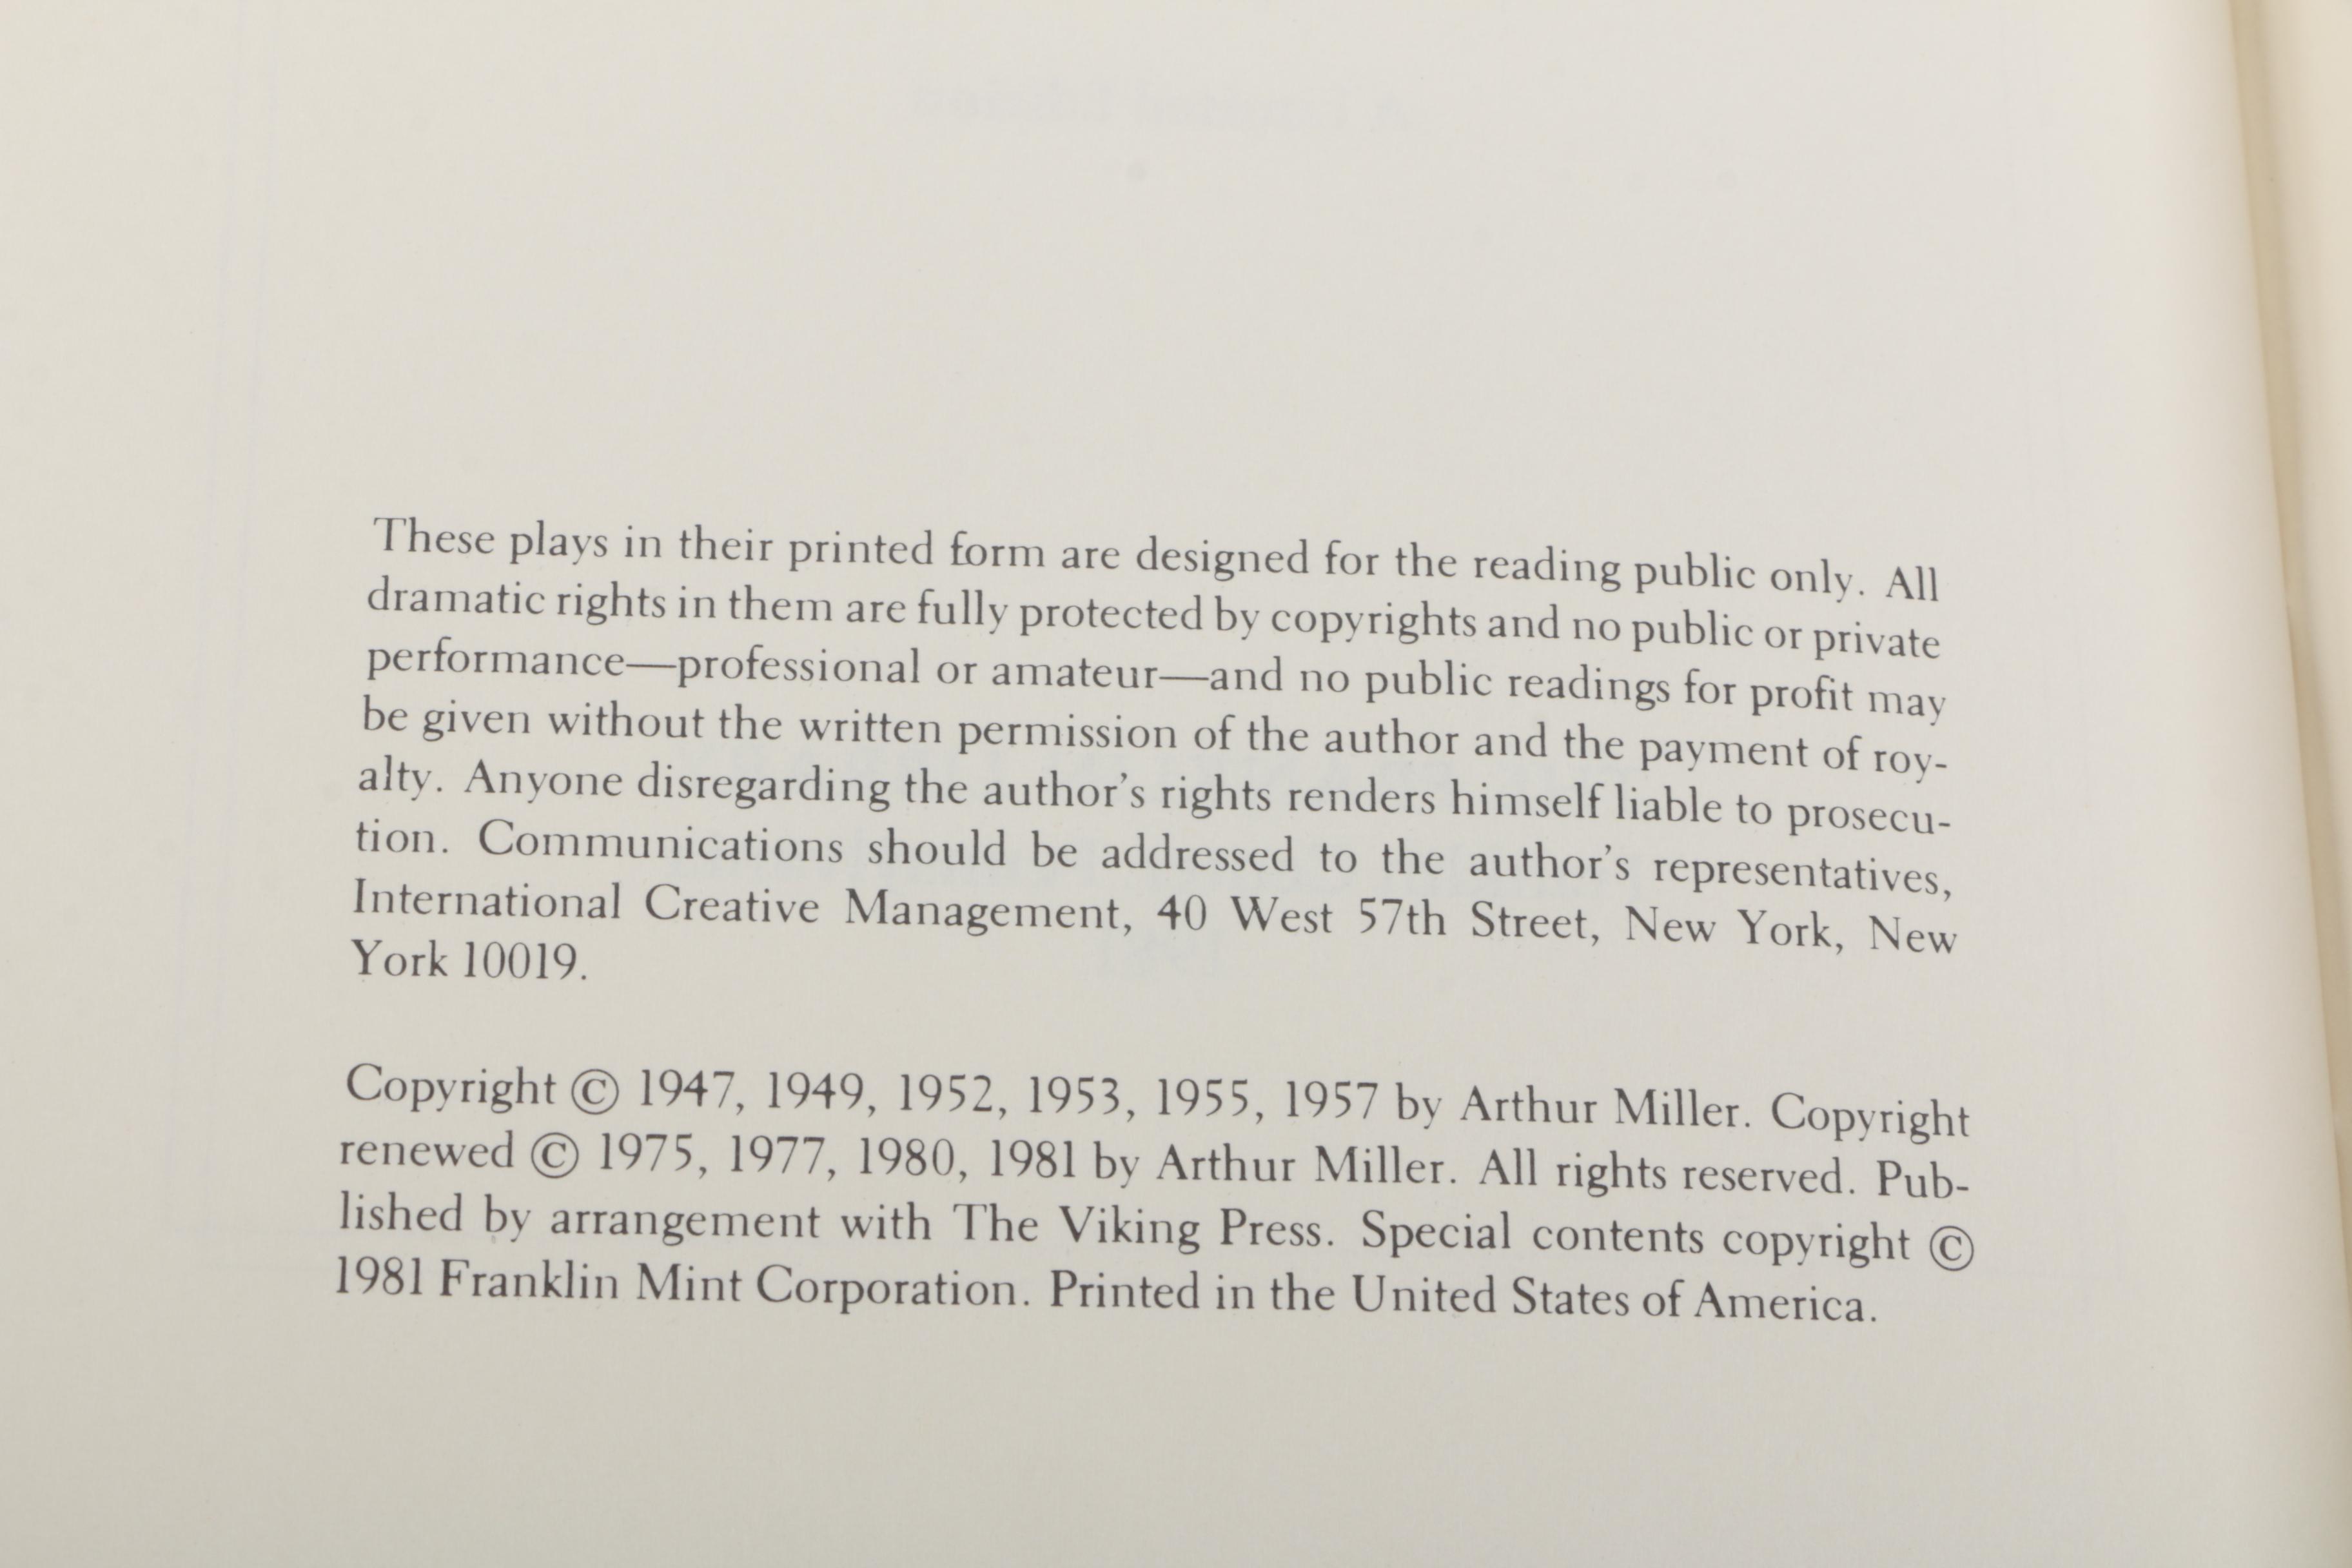 These plays in their printed form are designed for the reading public only. All
dramatic rights in them are fully protected by copyrights and no public or private
performance—professional or amateur—and no public readings for profit may
be given without the written permission of the author and the payment of roy-
alty. Anyone disregarding the author's rights renders himself liable to prosecu-
tion. Communications should be addressed to the author's representatives,
International Creative Management, 40 West 57th Street, New York, New
York 10019.
Copyright © 1947, 1949, 1952, 1953, 1955, 1957 by Arthur Miller. Copyright
renewed © 1975, 1977, 1980, 1981 by Arthur Miller. All rights reserved. Pub-
lished by arrangement with The Viking Press. Special contents copyright ©
1981 Franklin Mint Corporation. Printed in the United States of America.